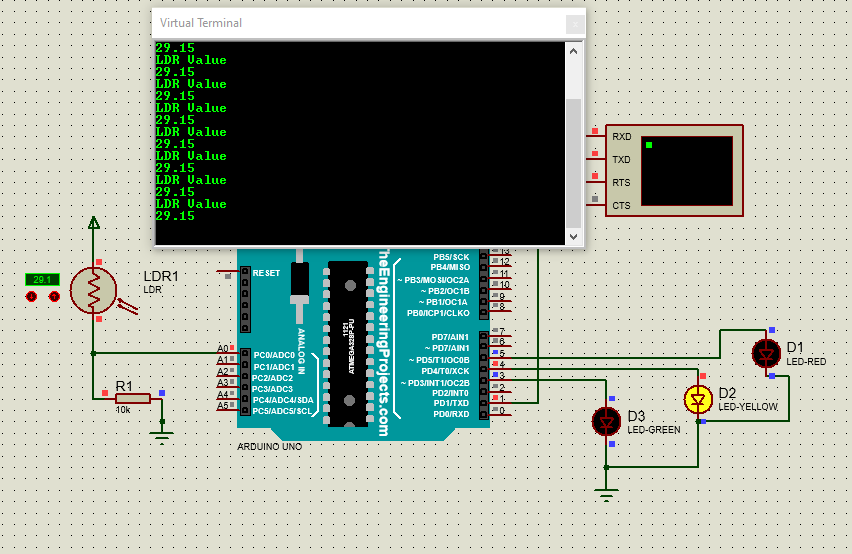 Virtual Terminal
29.15
LDR Value
29.15
LDR Value
29.15
LDR Value
29.15
LDR Value
29.15
LDR Value
29.15
LDR Value
29.15
LDR Value
29.15
RXD
TXD
RTS
CTS
29.1
LDR1
LDR
R1
10k
RESET
A0
A1
A2
A3
A4
A5
PC0/ADC0
PC1/ADC1
PC2/ADC2
PC3/ADC3
PC4/ADC4/SDA
PC5/ADC5/SCL
ANALOG IN
1121
ATMEGA328P-PU
heEngineeringProjects.com
PB5/SCK
PB4/MISO
~ PB3/MOSI/OC2A
~ PB2/OC1B
~ PB1/OC1A
PB0/ICP1/CLKO
13
12
11
10
9
8
PD7/AIN1
~ PD7/AIN1
~ PD5/T1/OC0B
PD4/T0/XCK
~ PD3/INT1/OC2B
PD2/INT0
PD1/TXD
PD0/RXD
7
6
5
4
3
2
1
0
ARDUINO UNO
D1
LED-RED
D2
LED-YELLOW
D3
LED-GREEN